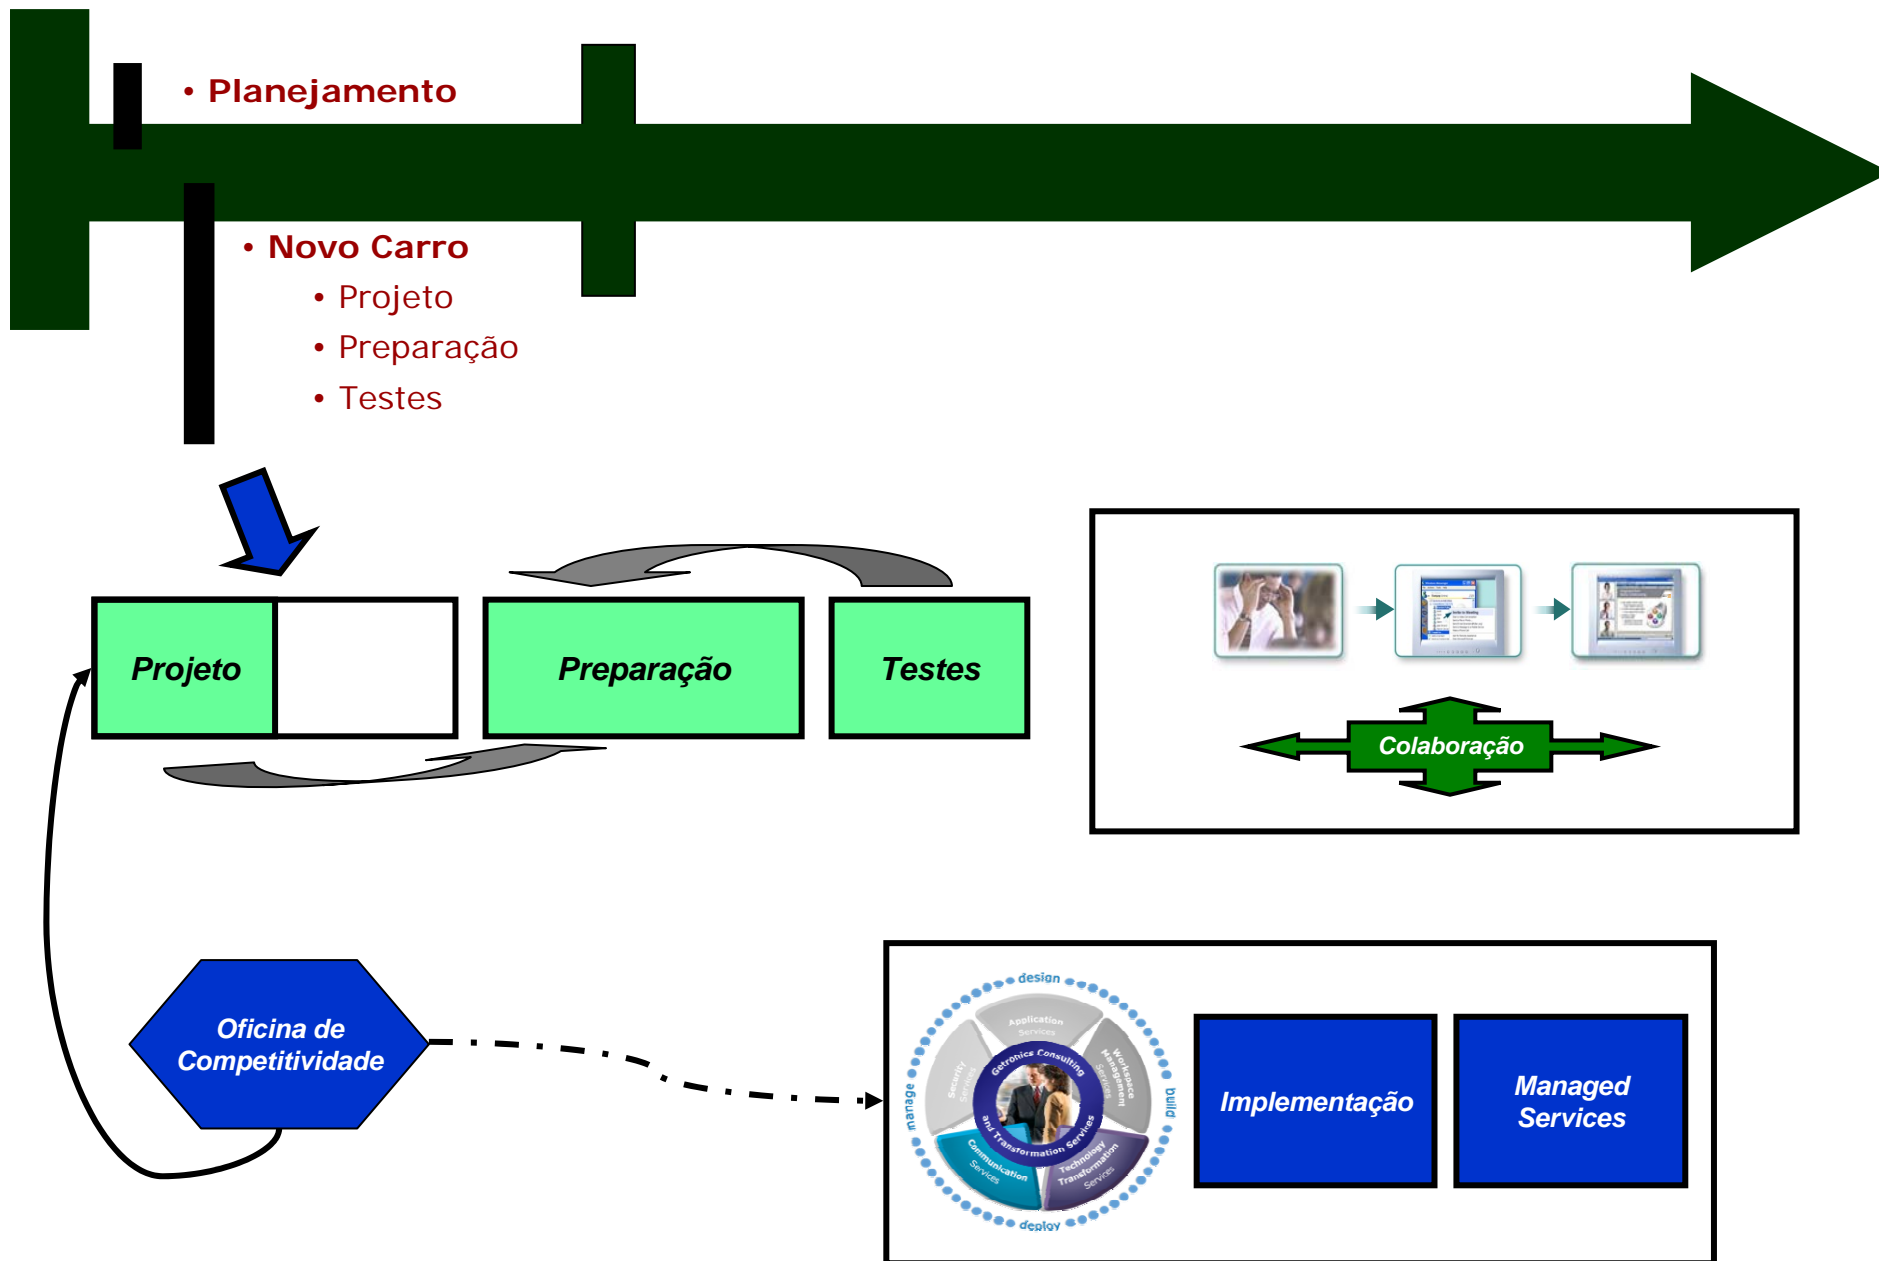 • Planejamento
• Novo Carro
• Projeto
• Preparação
• Testes
Projeto
Preparação
Testes
Colaboração
Oficina de
Competitividade
design
build
deploy
manage
Application
Services
Workspace
Management
Services
Technology
Transformation
Services
Communication
Services
Security
Services
Getronics Consulting
and Transformation Services
Implementação
Managed
Services